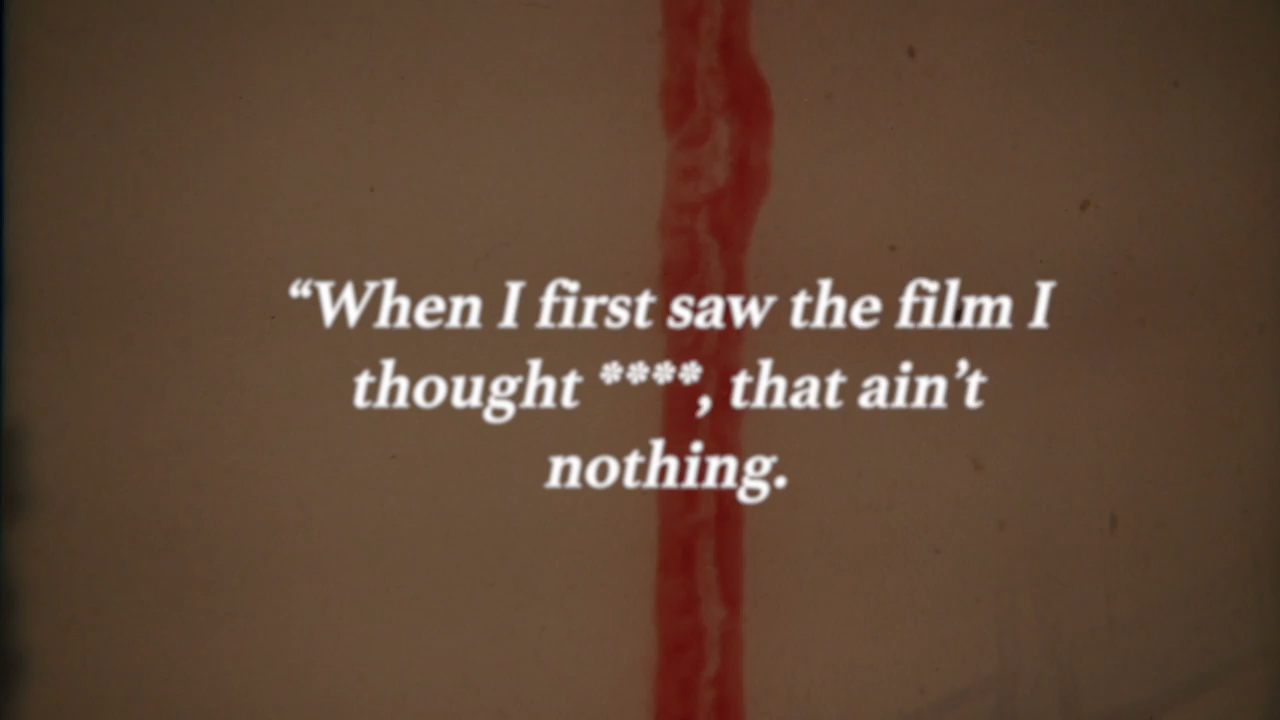 “When I first saw the film I
thought ****, that ain’t
nothing.